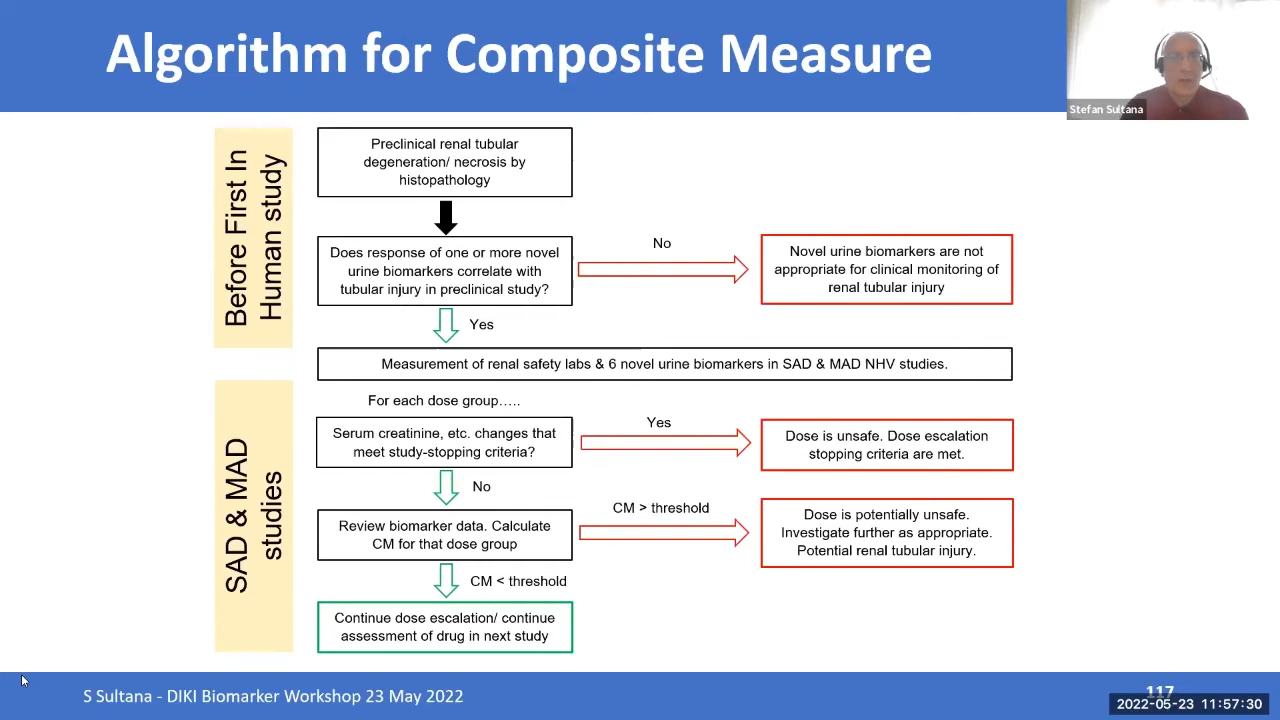 Algorithm for Composite Measure
Stefan Sultana
Before First In
Human study
Preclinical renal tubular
degeneration/ necrosis by
histopathology
Does response of one or more novel
urine biomarkers correlate with
tubular injury in preclinical study?
No
Novel urine biomarkers are not
appropriate for clinical monitoring of
renal tubular injury
Yes
Measurement of renal safety labs & 6 novel urine biomarkers in SAD & MAD NHV studies.
SAD & MAD
studies
For each dose group.....
Serum creatinine, etc. changes that
meet study-stopping criteria?
Yes
Dose is unsafe. Dose escalation
stopping criteria are met.
No
Review biomarker data. Calculate
CM for that dose group
CM > threshold
Dose is potentially unsafe.
Investigate further as appropriate.
Potential renal tubular injury.
CM < threshold
Continue dose escalation/ continue
assessment of drug in next study
S Sultana - DIKI Biomarker Workshop 23 May 2022
117
2022-05-23 11:57:30